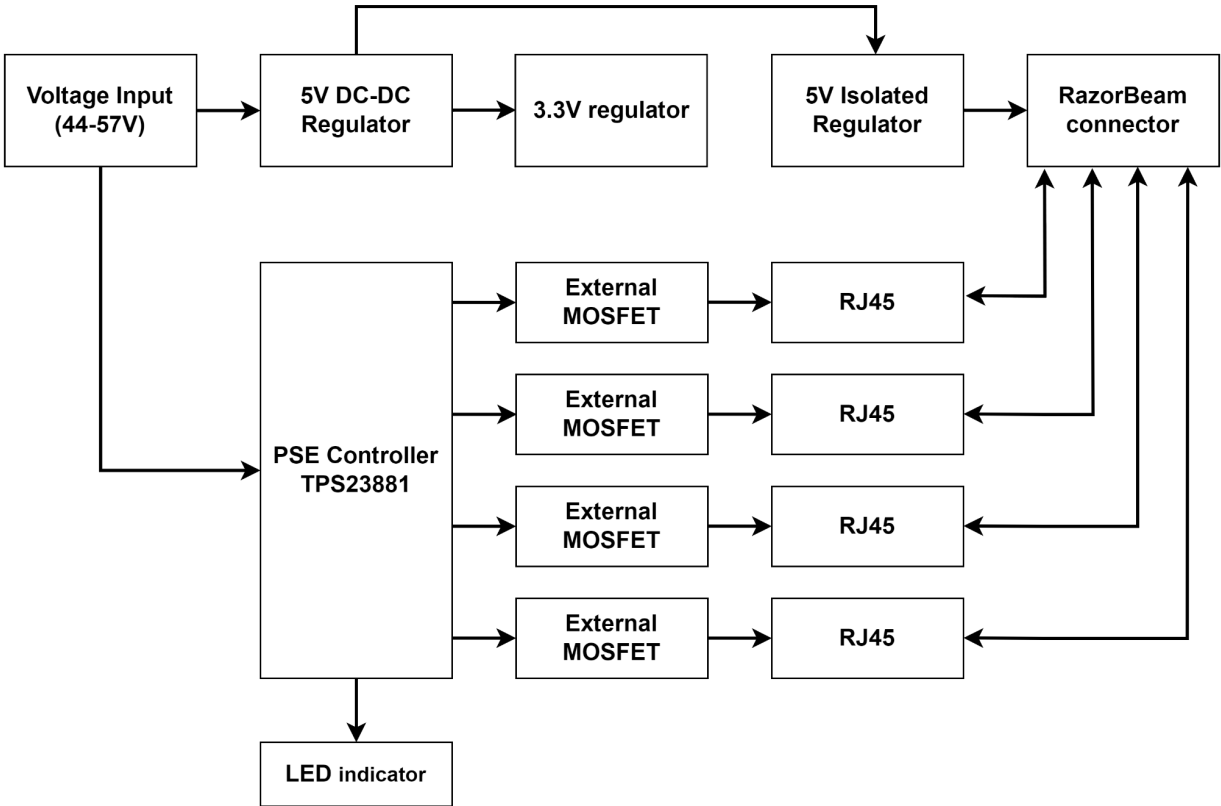 Voltage Input
(44-57V)
5V DC-DC
Regulator
3.3V regulator
5V Isolated
Regulator
RazorBeam
connector
PSE Controller
TPS23881
External
MOSFET
RJ45
External
MOSFET
RJ45
External
MOSFET
RJ45
External
MOSFET
RJ45
LED indicator